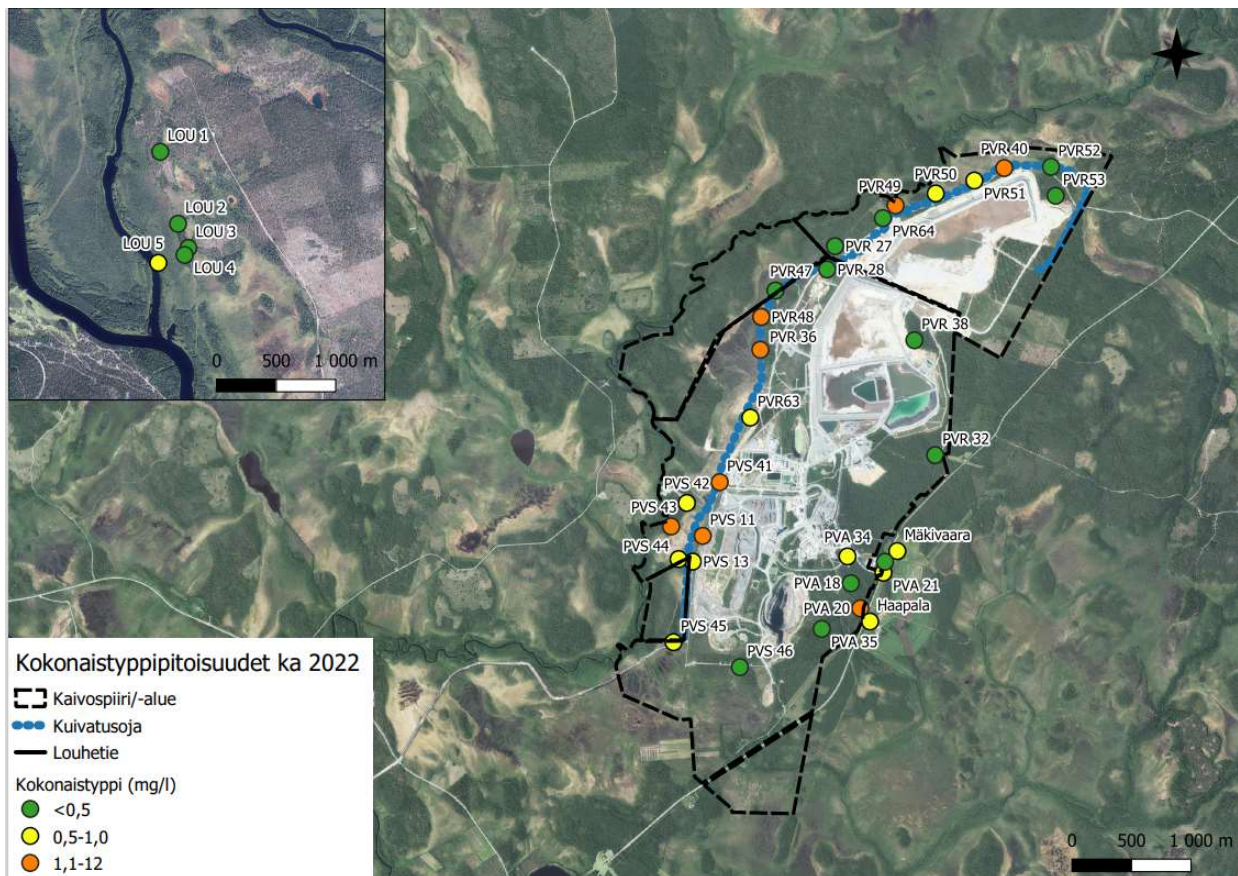 LOU 1
LOU 2
LOU 3
LOU 5
LOU 4
0 500 1 000 m
PVR 40
PVR52
PVR49
PVR50
PVR53
PVR51
PVR64
PVR 27
PVR47
PVR 28
PVR48
PVR 36
PVR 38
PVR63
PVR 32
PVS 41
PVS 42
PVS 43
PVS 11
PVS 44
PVS 13
PVA 34
Mäkivaara
PVA 18
PVA 21
PVA 20
Haapala
PVS 45
PVA 35
PVS 46
Kokonaistyppipitoisuudet ka 2022
Kaivospiiri/-alue
Kuivatusoja
Louhetie
Kokonaistyppi (mg/l)
<0,5
0,5-1,0
1,1-12
0 500 1 000 m